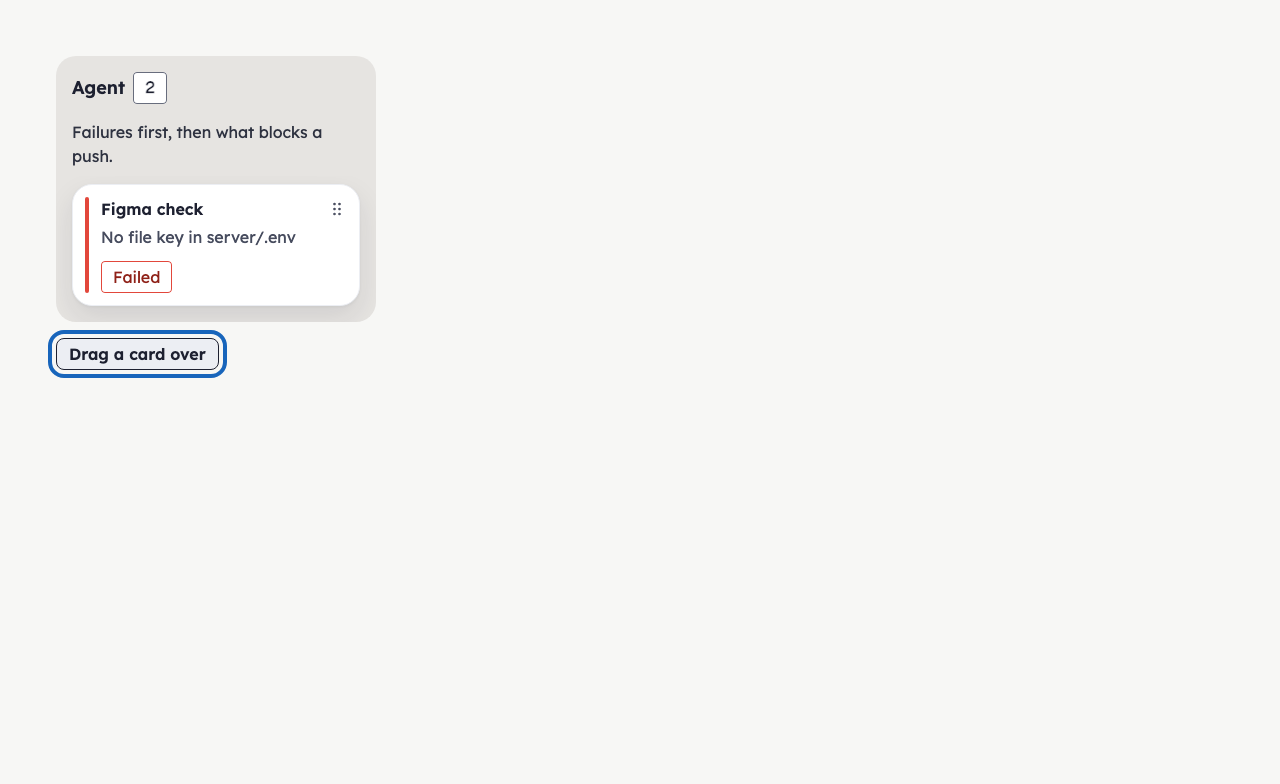 Agent 2
Failures first, then what blocks a
push.
Figma check
No file key in server/.env
Failed
Drag a card over